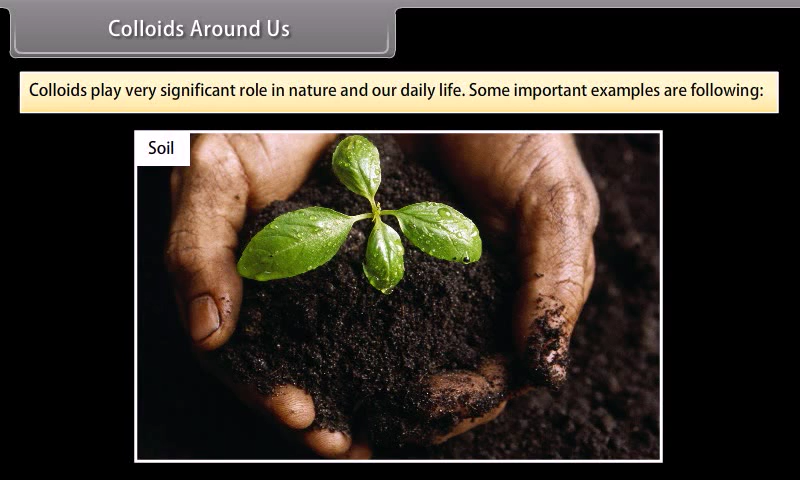 Colloids Around Us
Colloids play very significant role in nature and our daily life. Some important examples are following:
Soil